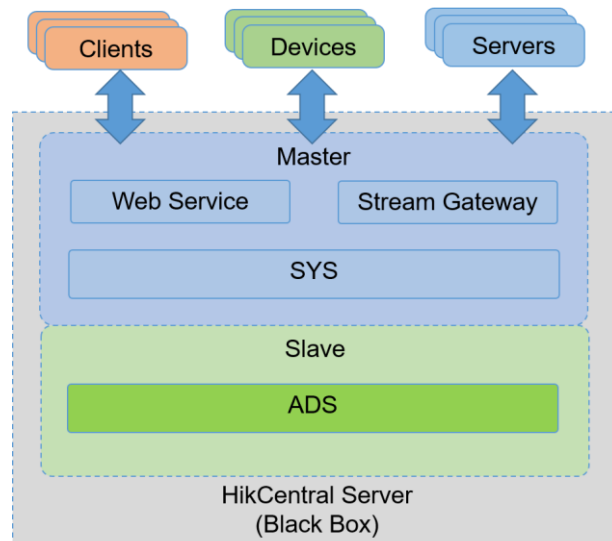 Clients
Devices
Servers
Master
Web Service
Stream Gateway
SYS
Slave
ADS
HikCentral Server
(Black Box)